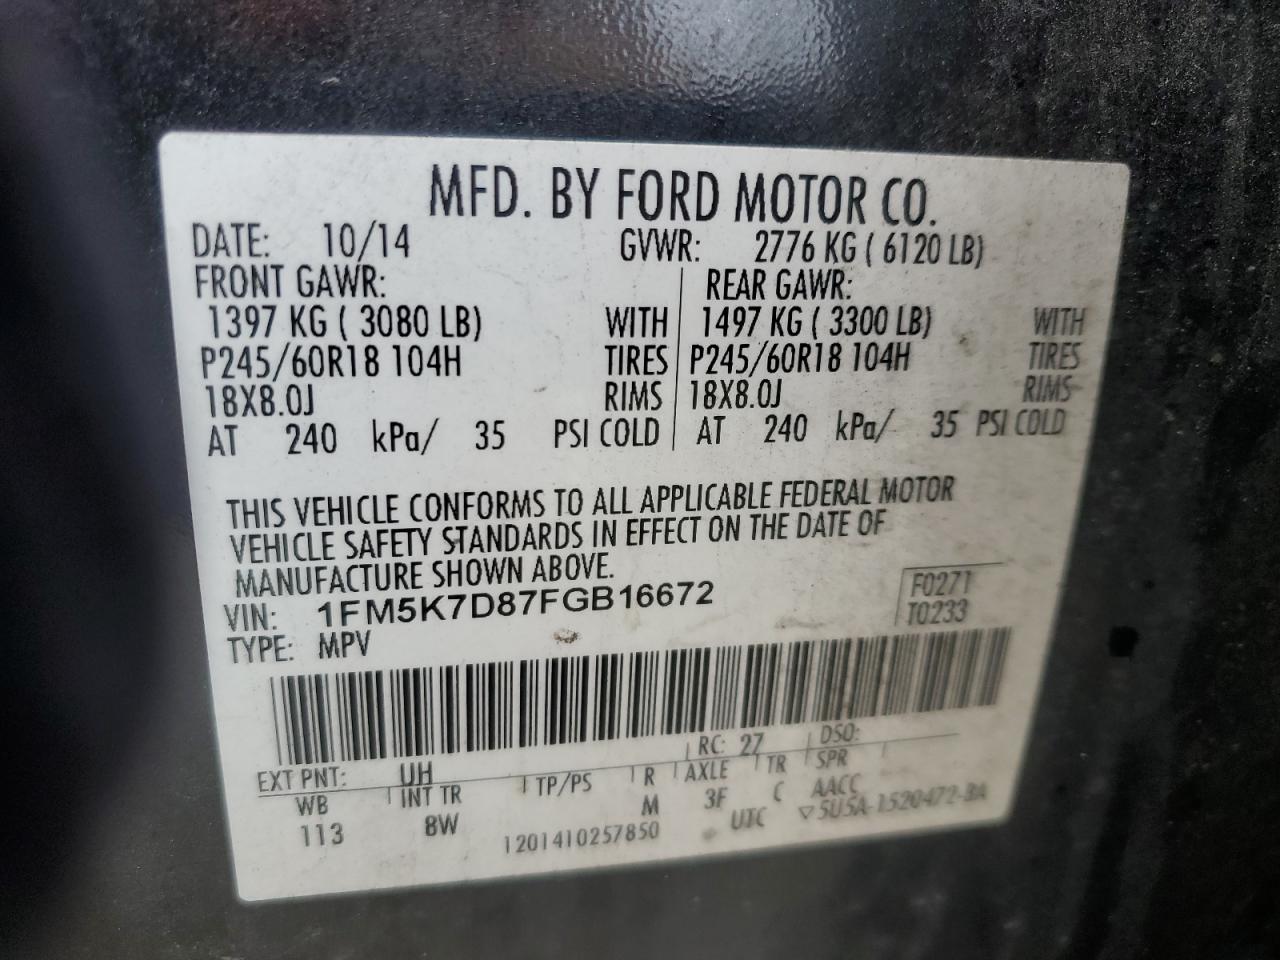 MFD. BY FORD MOTOR CO.
DATE: 10/14 GVWR: 2776 KG ( 6120 LB)
FRONT GAWR: REAR GAWR:
1397 KG ( 3080 LB) WITH 1497 KG ( 3300 LB) WITH
P245/60R18 104H TIRES P245/60R18 104H TIRES
18X8.0J RIMS 18X8.0J RIMS
AT 240 kPa/ 35 PSI COLD AT 240 kPa/ 35 PSI COLD
THIS VEHICLE CONFORMS TO ALL APPLICABLE FEDERAL MOTOR
VEHICLE SAFETY STANDARDS IN EFFECT ON THE DATE OF
MANUFACTURE SHOWN ABOVE.
VIN: 1FM5K7D87FGB16672 F0271
TYPE: MPV T0233
EXT PNT: UH RC: 27 DSO:
WB INT TR TP/PS R AXLE TR SPR
113 8W M 3F C AACC
1201410257850 UTC ▽5U5A-1520472-BA